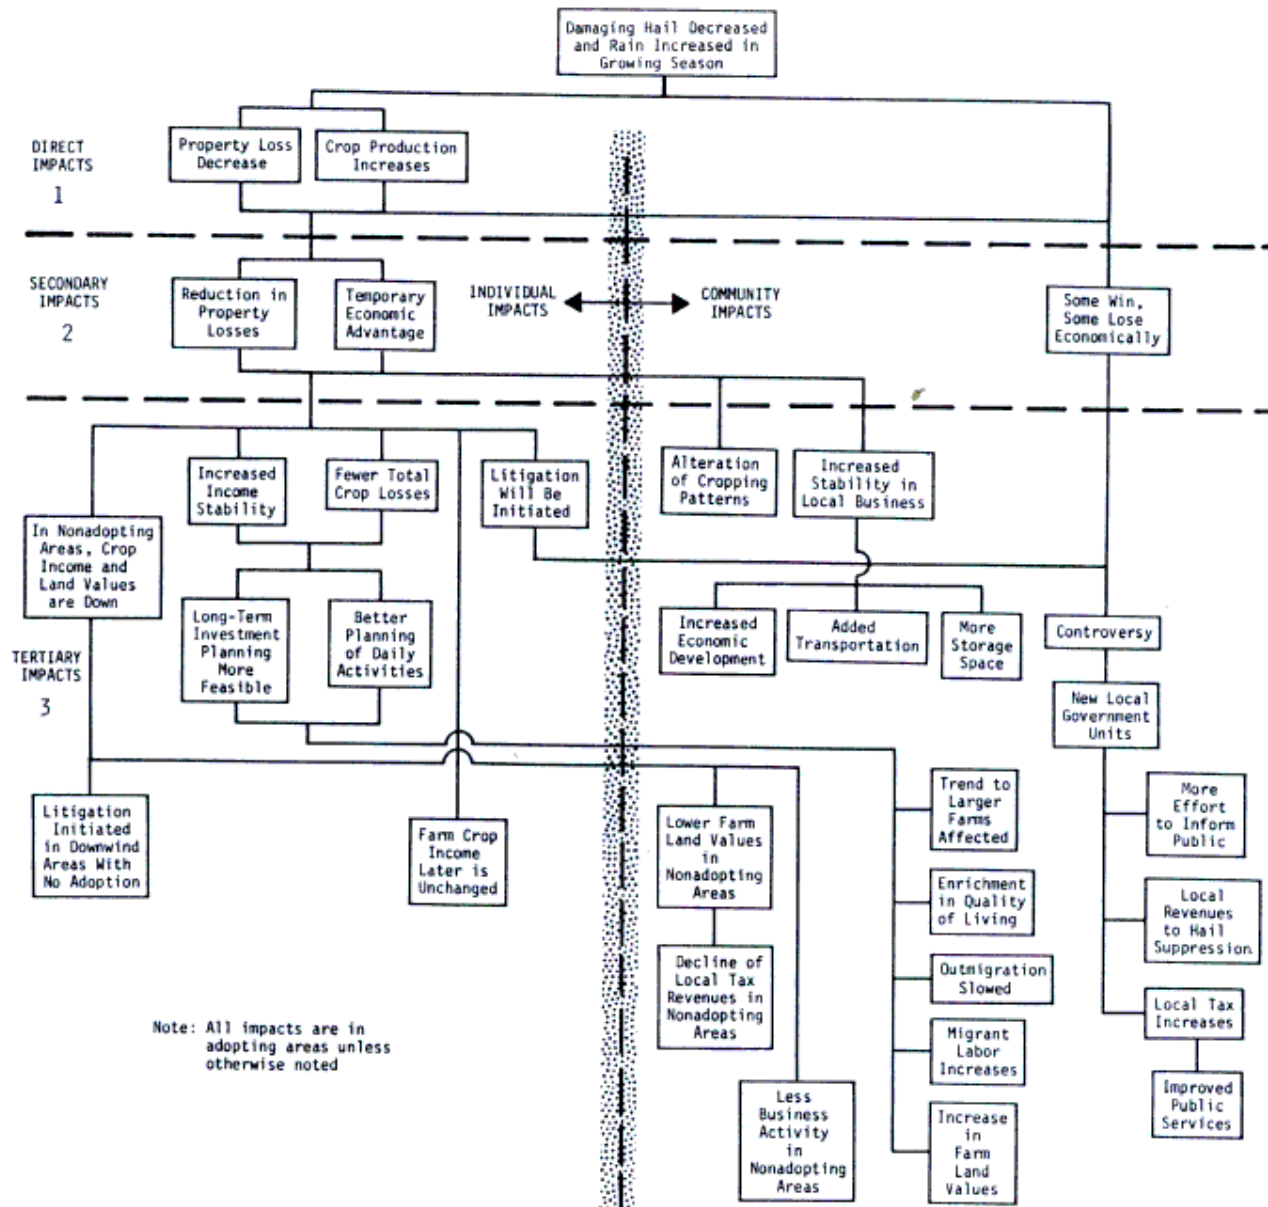 Damaging Hail Decreased
and Rain Increased in
Growing Season
DIRECT
IMPACTS
1
Property Loss
Decrease
Crop Production
Increases
SECONDARY
IMPACTS
2
Reduction in
Property
Losses
Temporary
Economic
Advantage
INDIVIDUAL
IMPACTS
COMMUNITY
IMPACTS
Some Win,
Some Lose
Economically
In Nonadopting
Areas, Crop
Income and
Land Values
are Down
Increased
Income
Stability
Fewer Total
Crop Losses
Litigation
Will Be
Initiated
Alteration
of Cropping
Patterns
Increased
Stability in
Local Business
Long-Term
Investment
Planning
More
Feasible
Better
Planning
of Daily
Activities
Increased
Economic
Development
Added
Transportation
More
Storage
Space
Controversy
TERTIARY
IMPACTS
3
New Local
Government
Units
Litigation
Initiated
in Downwind
Areas With
No Adoption
Farm Crop
Income
Later is
Unchanged
Lower Farm
Land Values
in
Nonadopting
Areas
Trend to
Larger
Farms
Affected
More
Effort
to Inform
Public
Enrichment
in Quality
of Living
Local
Revenues
to Hail
Suppression
Decline of
Local Tax
Revenues in
Nonadopting
Areas
Outmigration
Slowed
Local Tax
Increases
Note: All impacts are in
adopting areas unless
otherwise noted
Migrant
Labor
Increases
Improved
Public
Services
Less
Business
Activity
in
Nonadopting
Areas
Increase
in
Farm
Land
Values